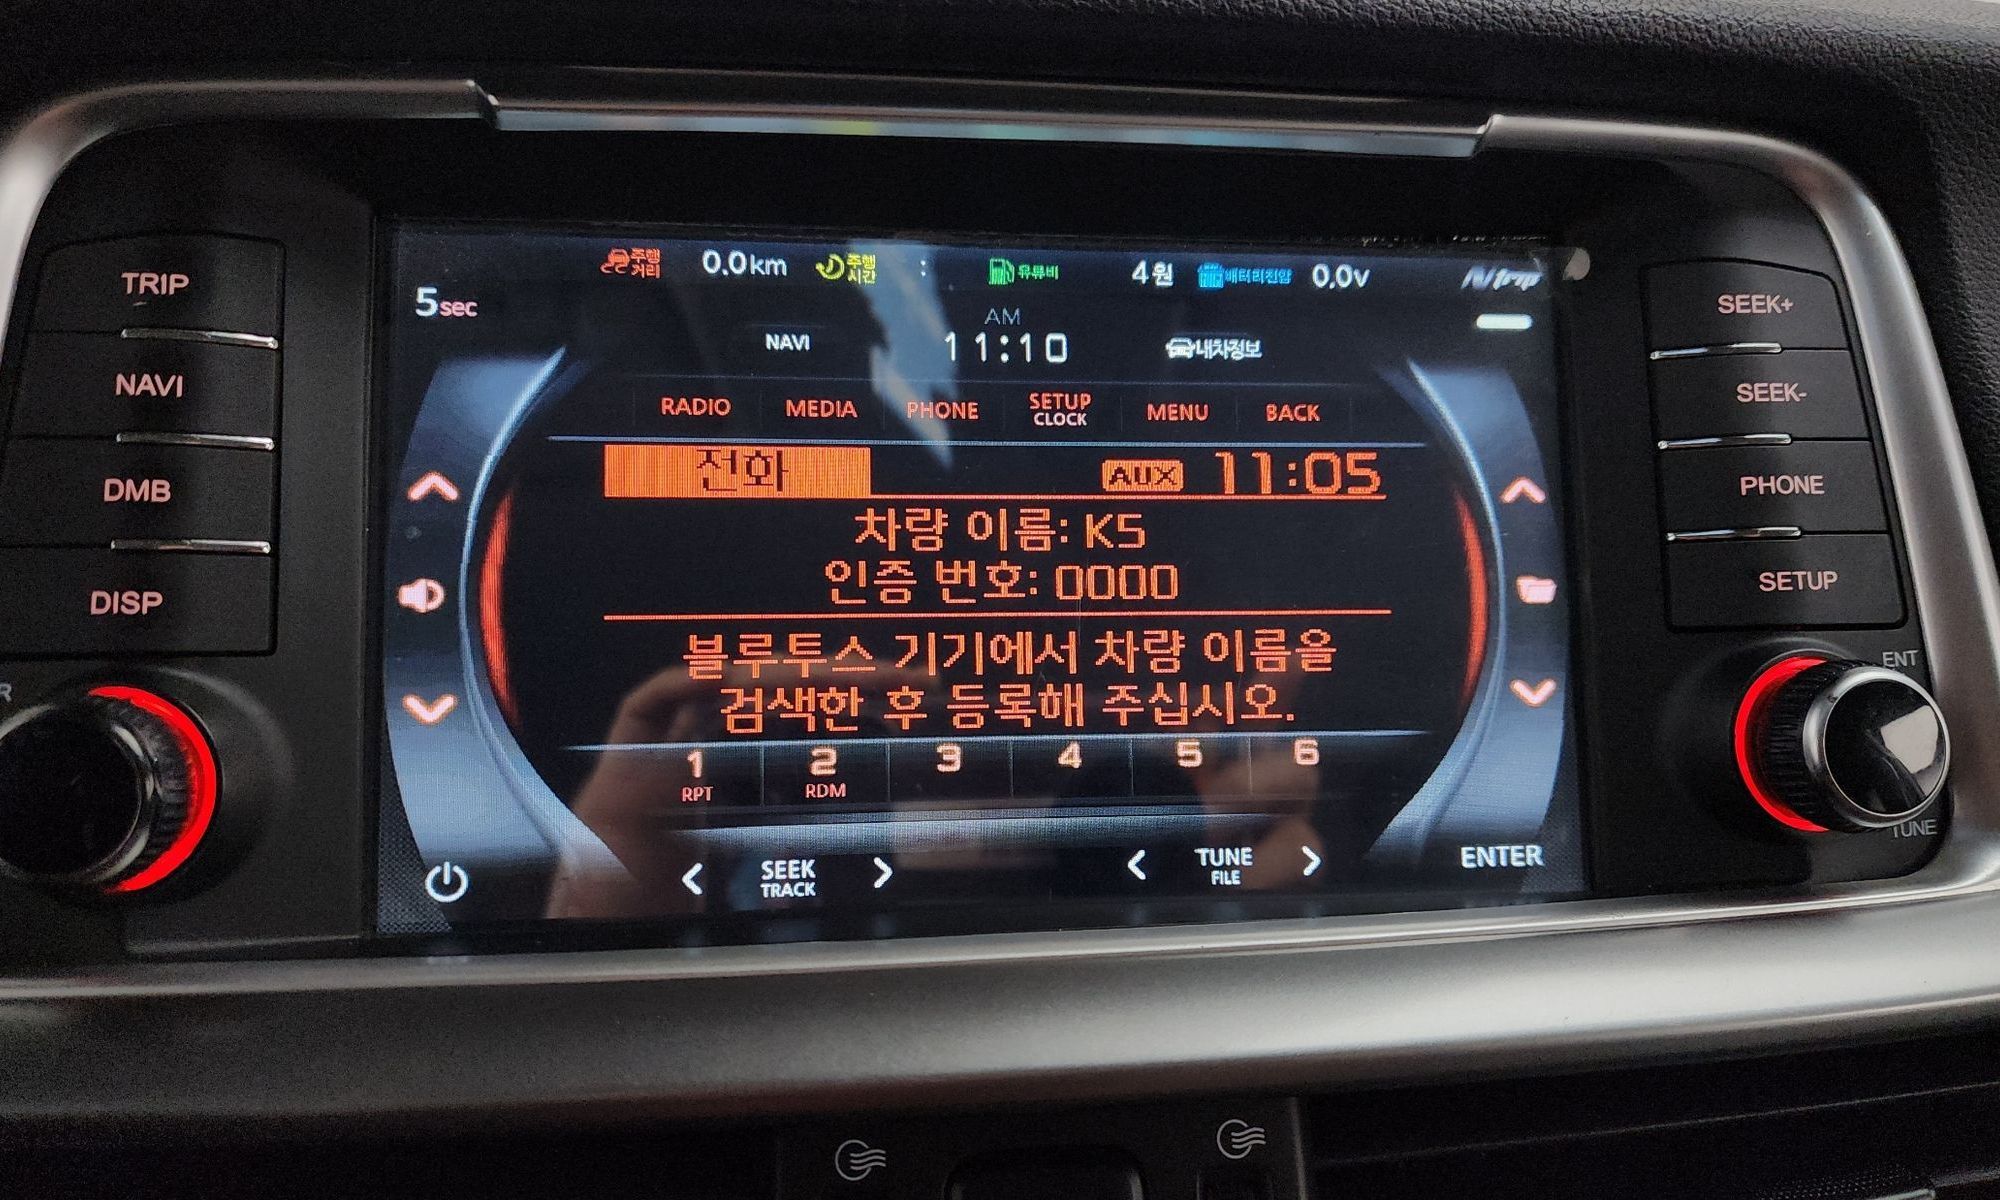 TRIP
NAVI
DMB
DISP
5sec
주행거리 0.0km 주행시간 : 유류비 4원 배터리전압 0.0v Ntrip
AM
NAVI 11:10 내차정보
RADIO MEDIA PHONE SETUP CLOCK MENU BACK
전화 AUX 11:05
차량 이름: K5
인증 번호: 0000
블루투스 기기에서 차량 이름을
검색한 후 등록해 주십시오.
1 2 3 4 5 6
RPT RDM
SEEK TUNE ENTER
TRACK FILE
SEEK+
SEEK-
PHONE
SETUP
ENT
TUNE